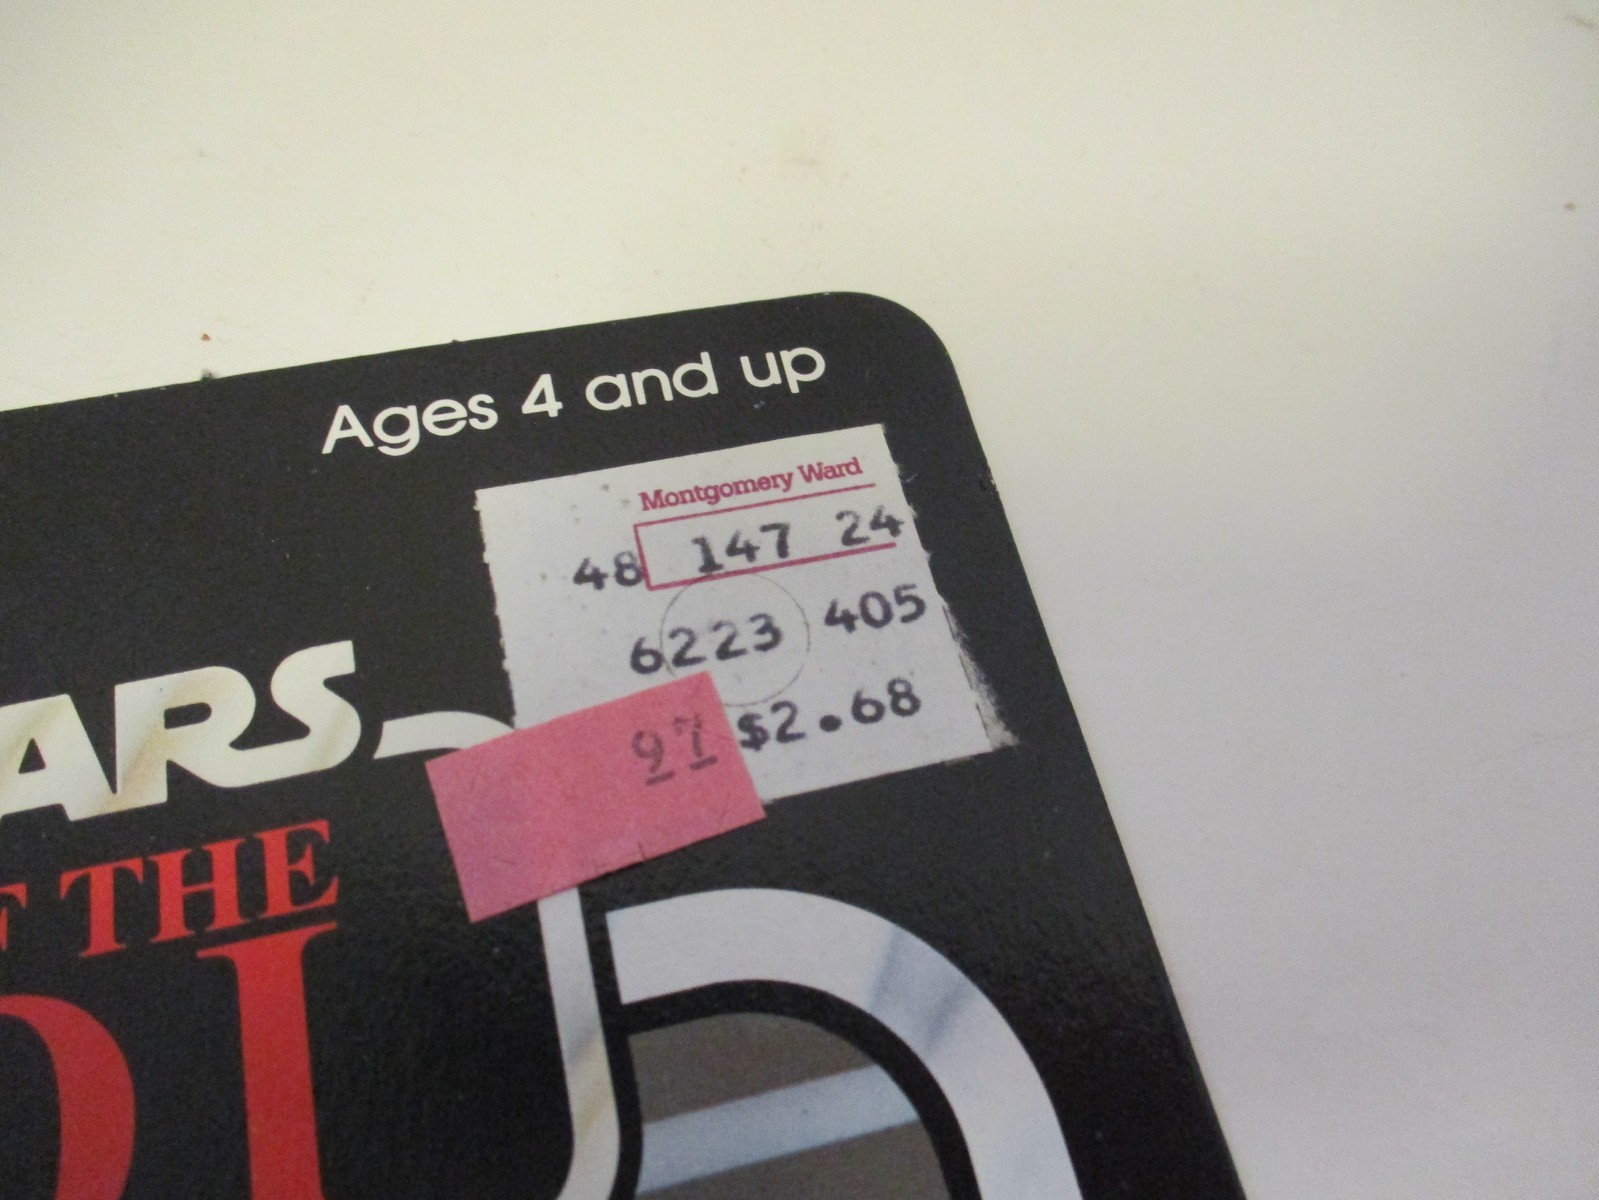 Ages 4 and up
Montgomery Ward
48 147 24
6223 405
97 $2.68
ARS
THE